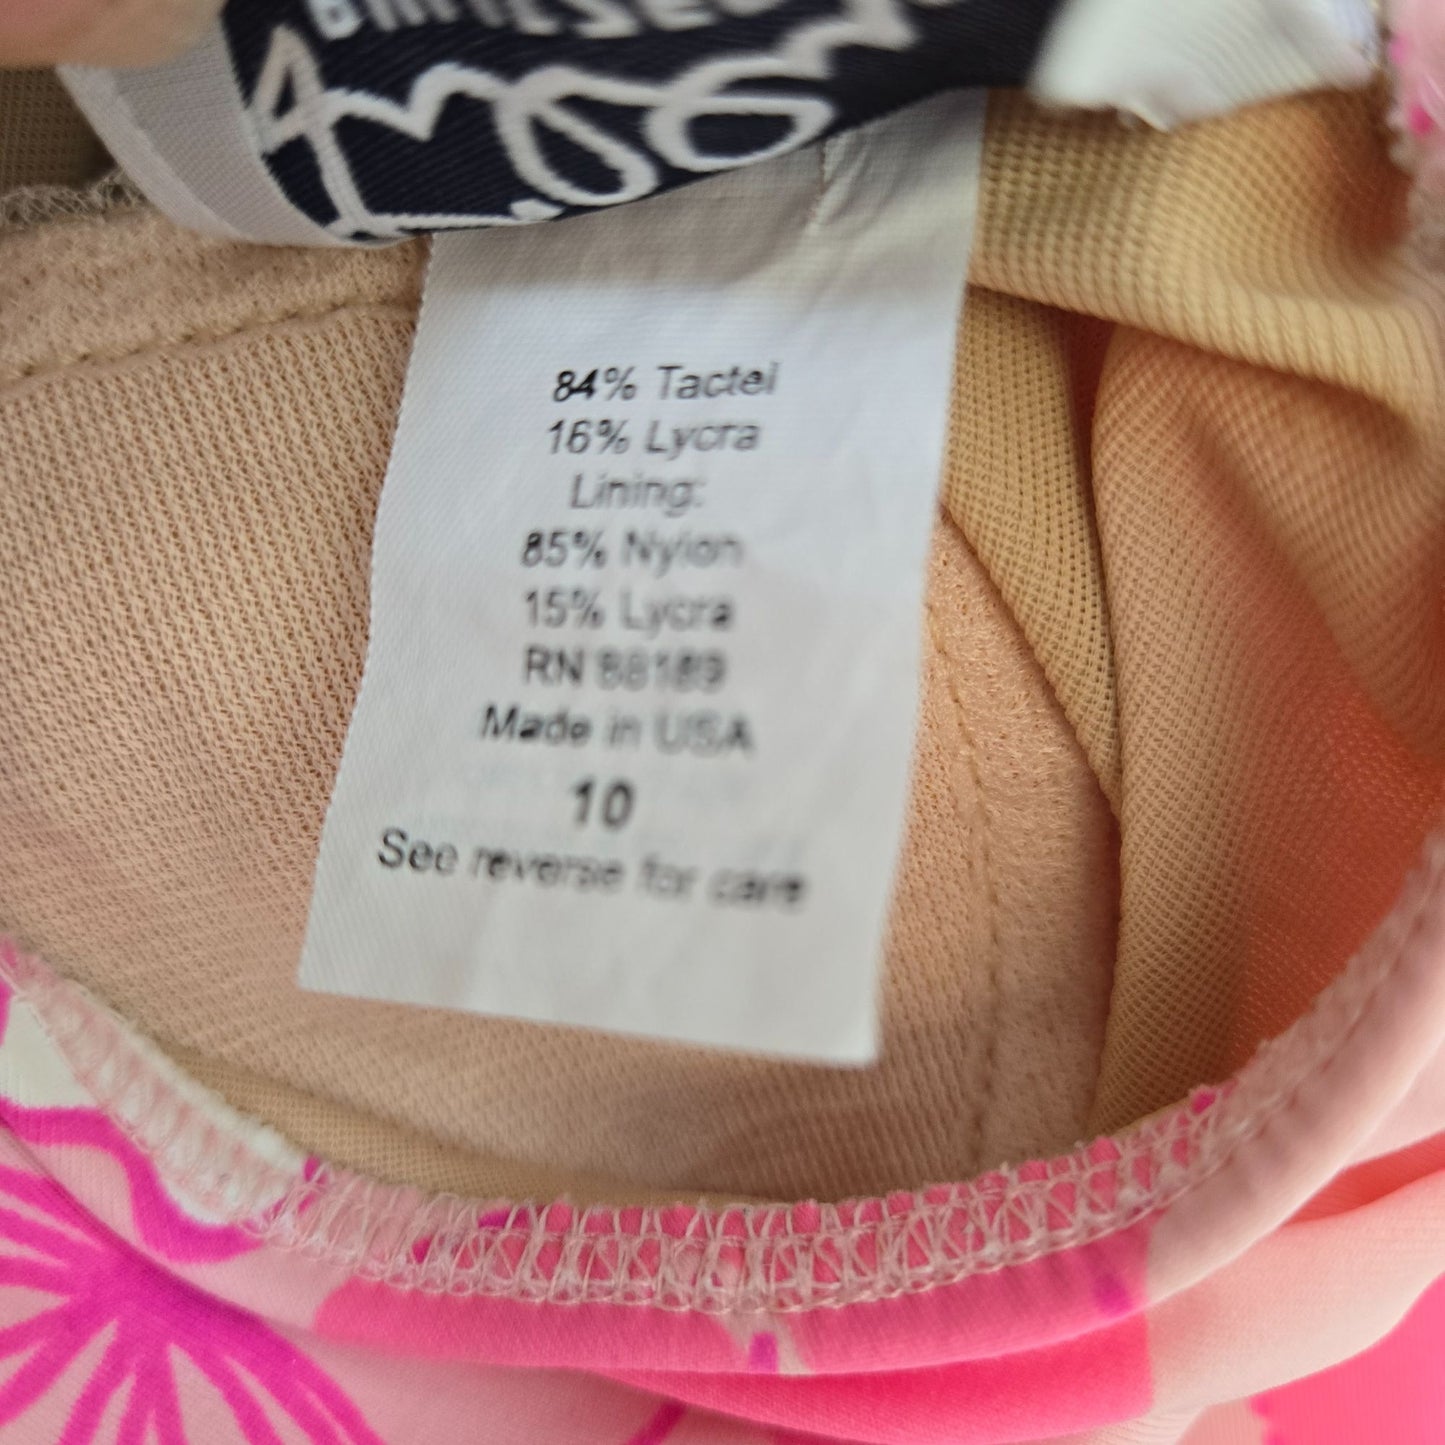 84% Tactel
16% Lycra
Lining:
85% Nylon
15% Lycra
RN 88189
Made in USA
10
See reverse for care